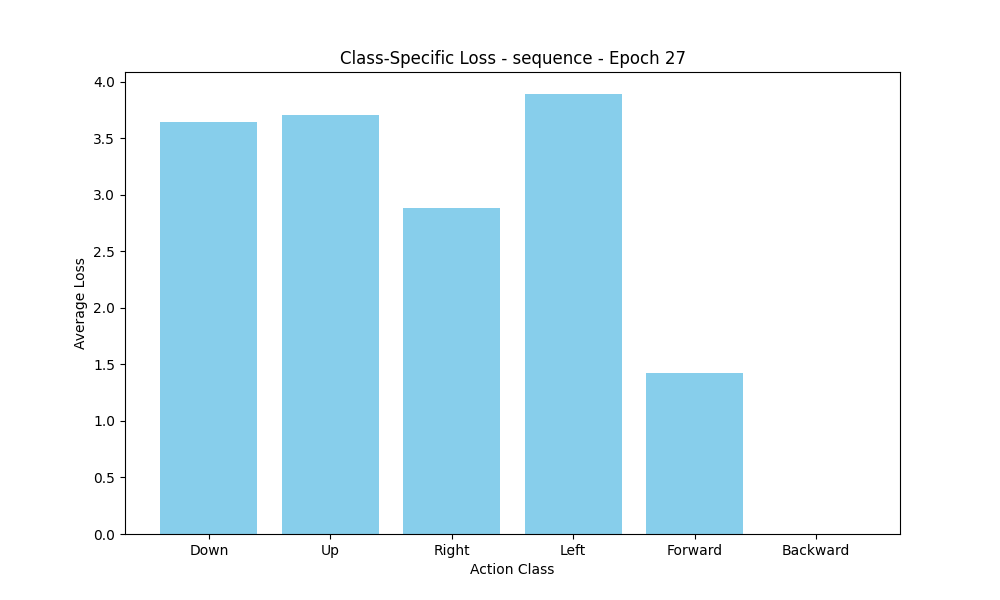 Class-Specific Loss - sequence - Epoch 27
Average Loss
4.0
3.5
3.0
2.5
2.0
1.5
1.0
0.5
0.0
Down Up Right Left Forward Backward
Action Class